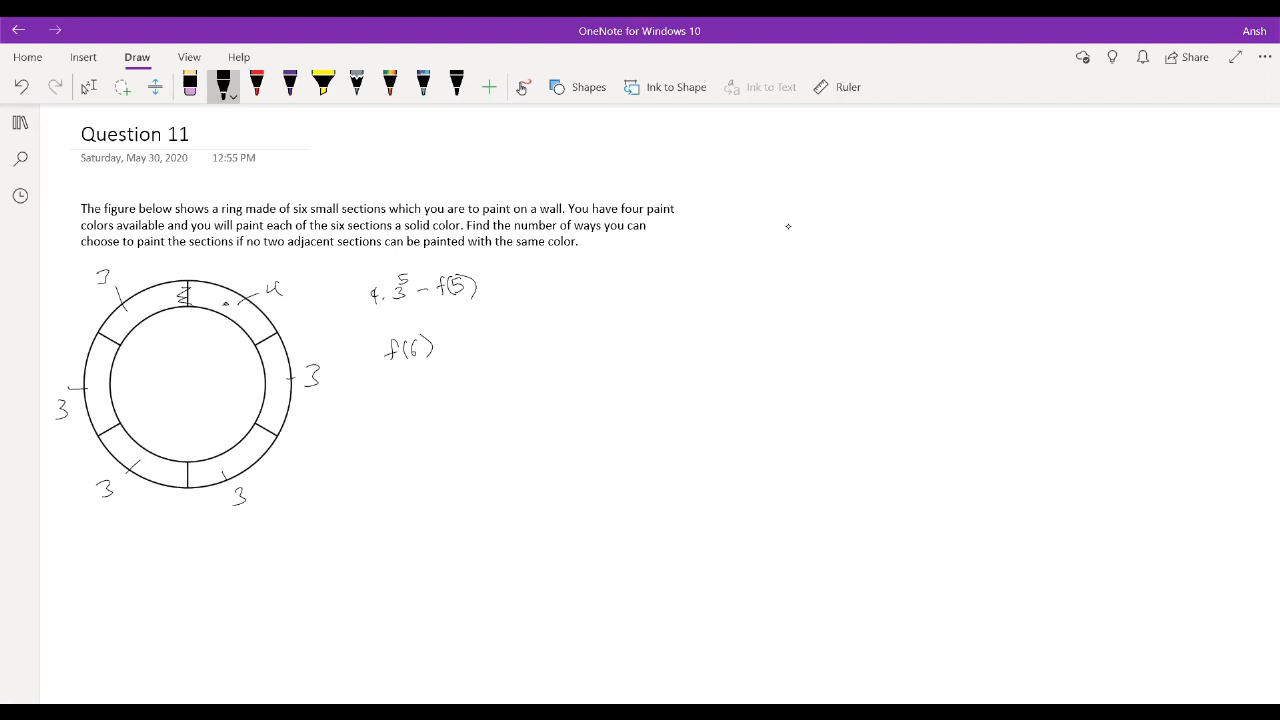 OneNote for Windows 10
Ansh
Home Insert Draw View Help
Share
Shapes
Ink to Shape
Ink to Text
Ruler
Question 11
Saturday, May 30, 2020 12:55 PM
The figure below shows a ring made of six small sections which you are to paint on a wall. You have four paint
colors available and you will paint each of the six sections a solid color. Find the number of ways you can
choose to paint the sections if no two adjacent sections can be painted with the same color.
3
4
4·3⁵ – f(5)
f(6)
3
3
3
3